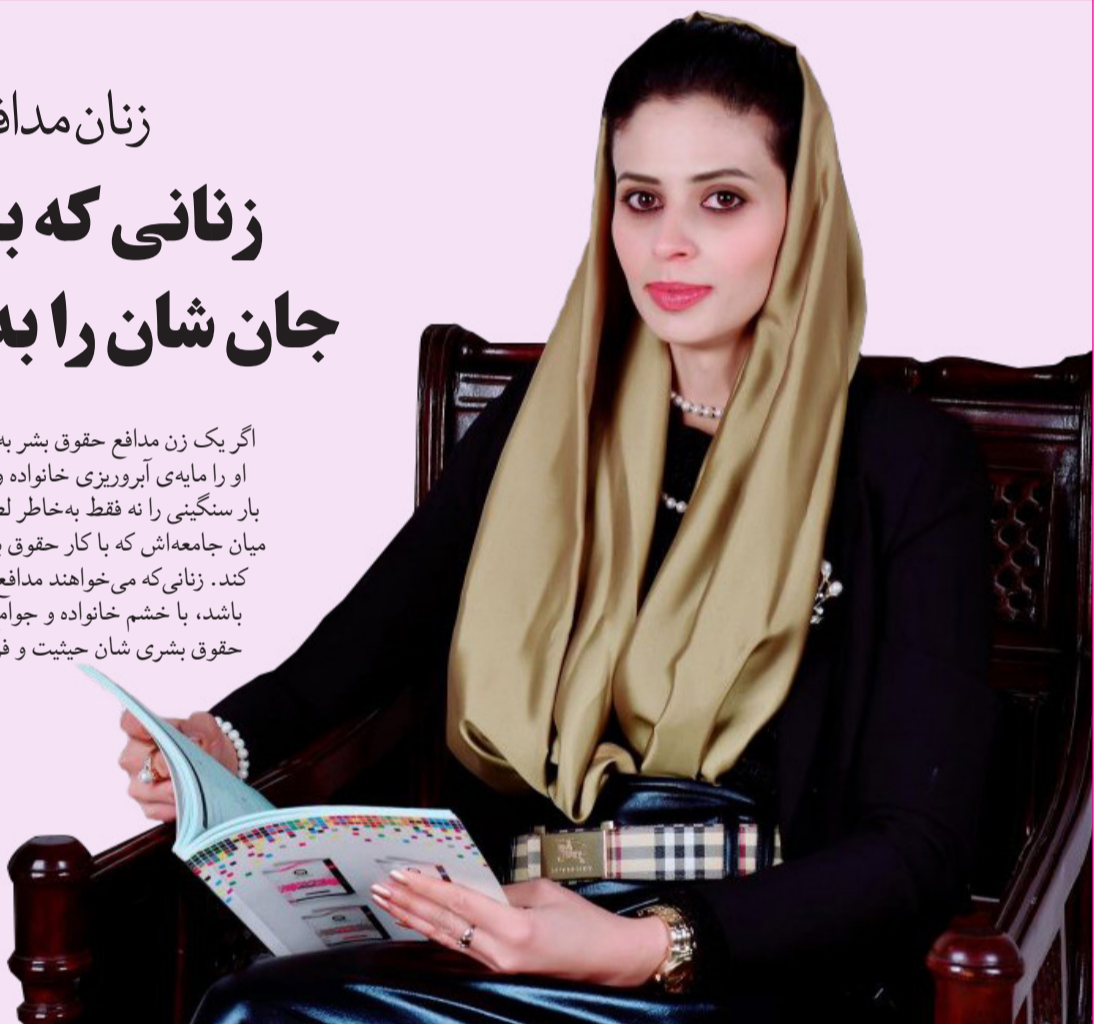 زنان مدافع
زنانی که ب
جان شان را به
اگر یک زن مدافع حقوق بشر به
او را مایه‌ی آبروریزی خانواده و
بار سنگینی را نه فقط به‌خاطر
میان جامعه‌اش که با کار حقوق
کند. زنانی‌که می‌خواهند مدافع
باشد، با خشم خانواده و
حقوق بشری شان حیثیت و